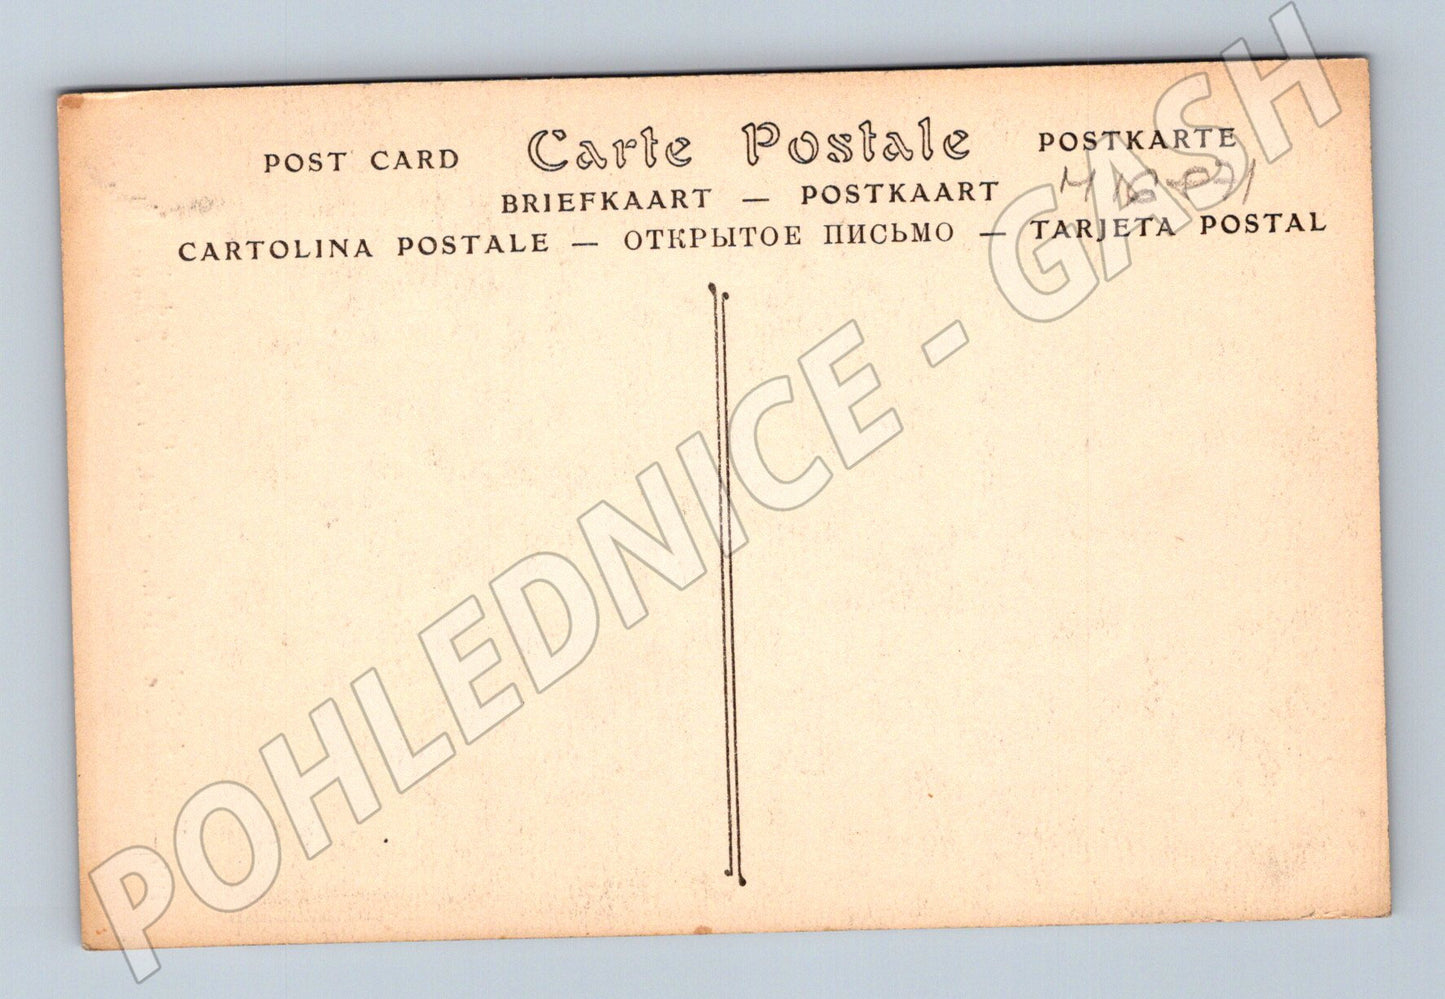 POST CARD Carte Postale POSTKARTE
BRIEFKAART — POSTKAART
CARTOLINA POSTALE — ОТКРЫТОЕ ПИСЬМО — TARJETA POSTAL
POHLEDNICE - GASH